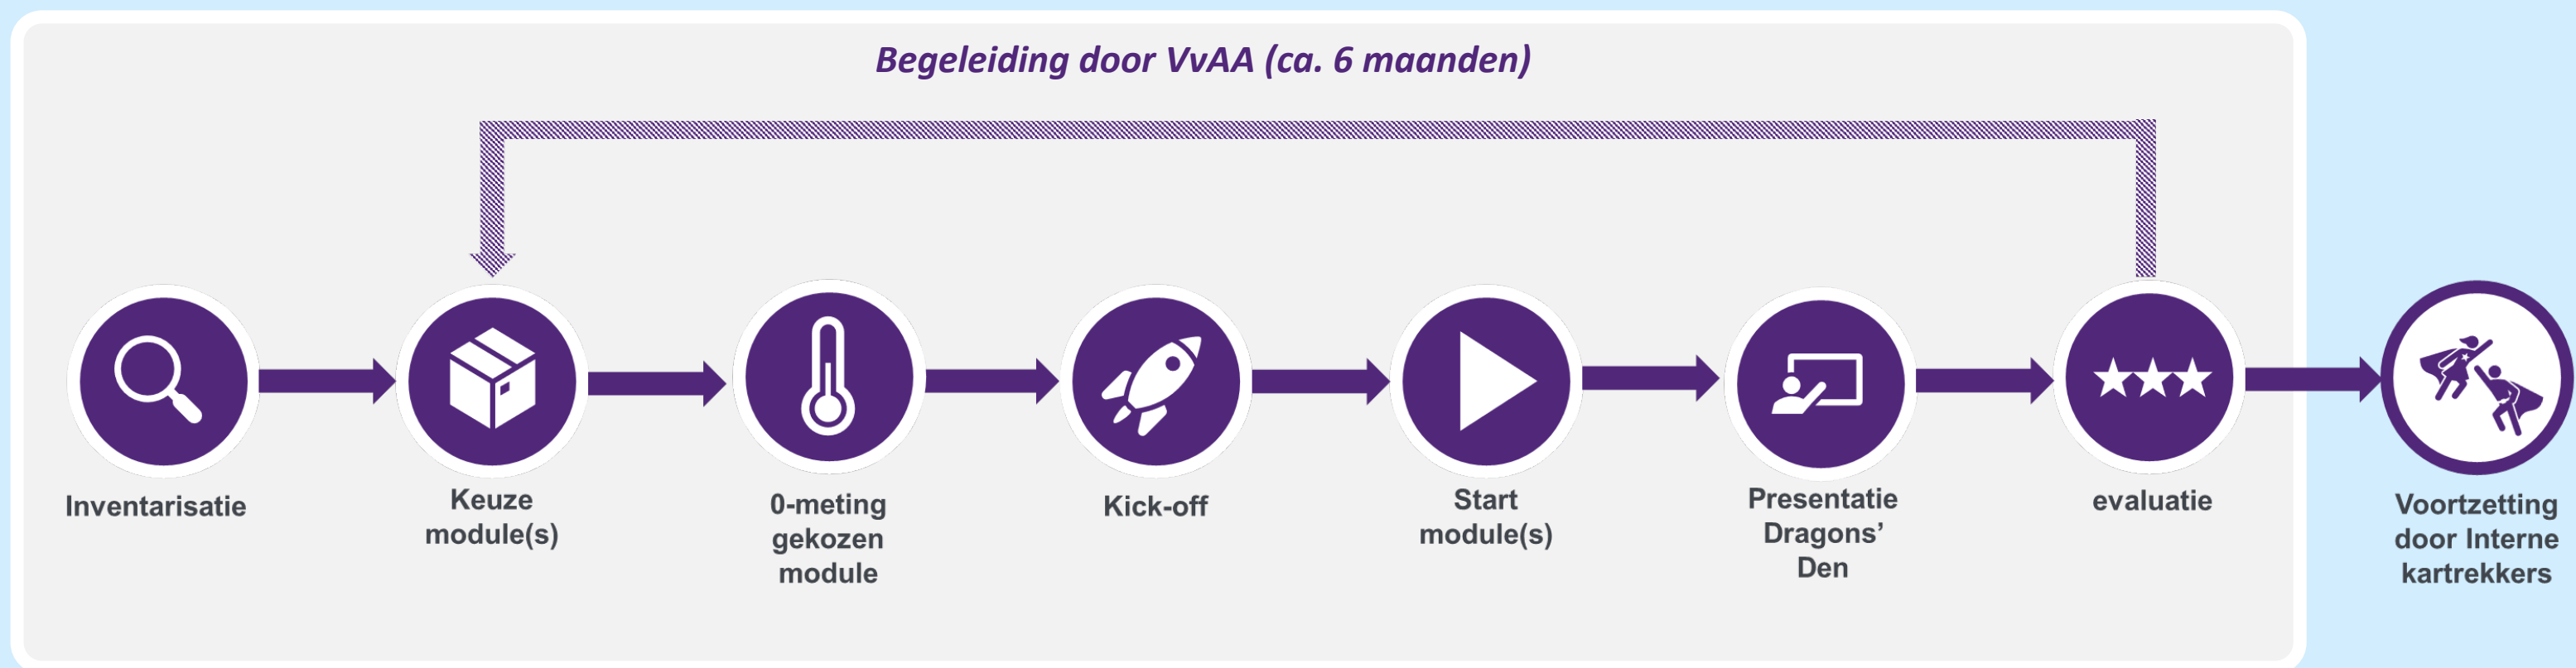 Begeleiding door VvAA (ca. 6 maanden)
Inventarisatie
Keuze
module(s)
0-meting
gekozen
module
Kick-off
Start
module(s)
Presentatie
Dragons’
Den
evaluatie
Voortzetting
door Interne
kartrekkers